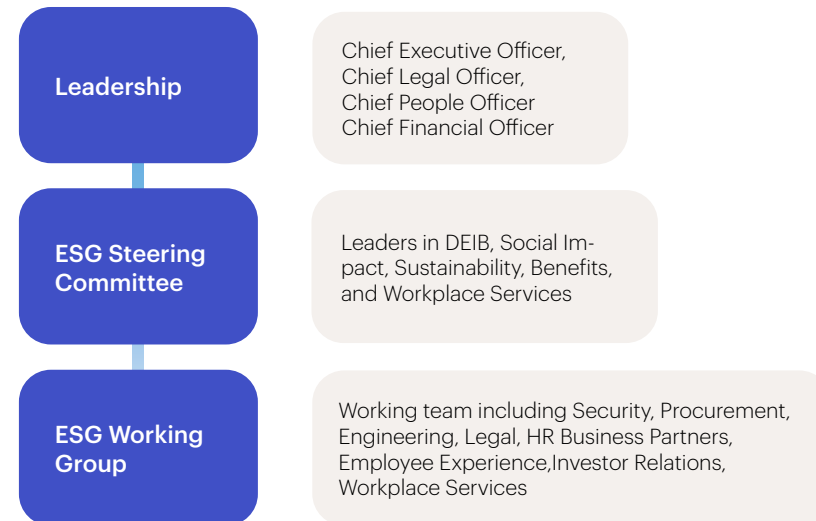 Leadership
Chief Executive Officer,
Chief Legal Officer,
Chief People Officer
Chief Financial Officer
ESG Steering
Committee
Leaders in DEIB, Social Im-
pact, Sustainability, Benefits,
and Workplace Services
ESG Working
Group
Working team including Security, Procurement,
Engineering, Legal, HR Business Partners,
Employee Experience,Investor Relations,
Workplace Services